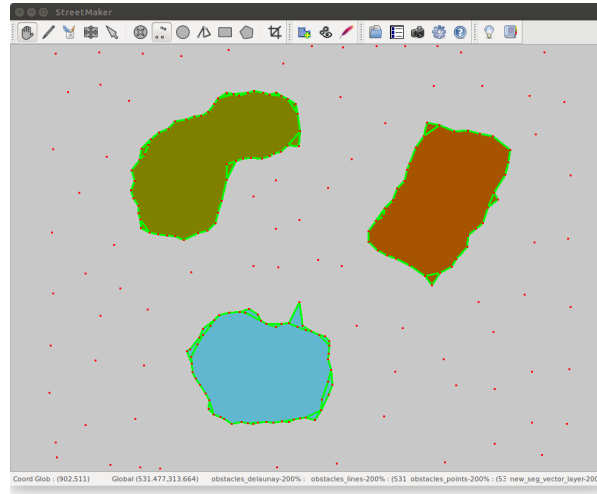 StreetMaker
Coord Glob : (902,511) Global (531.477,313.664) obstacles_delaunay-200% : obstacles_lines-200% : (531 obstacles_points-200% : (53 new_seg_vector_layer-200